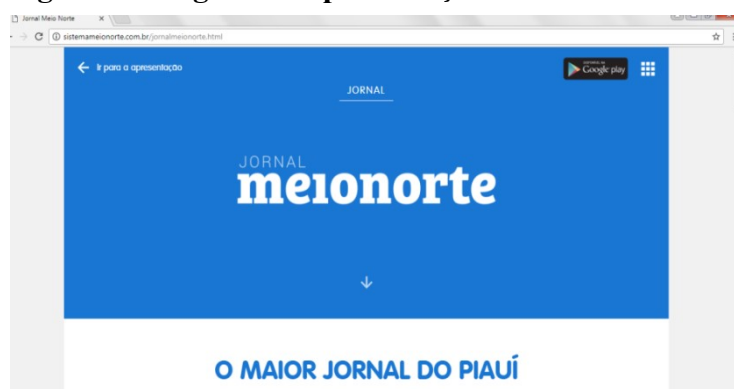 Jornal Meio Norte
sistemameionorte.com.br/jornalmeionorte.html
Ir para a apresentação
Google play
JORNAL
JORNAL
meionorte
O MAIOR JORNAL DO PIAUÍ